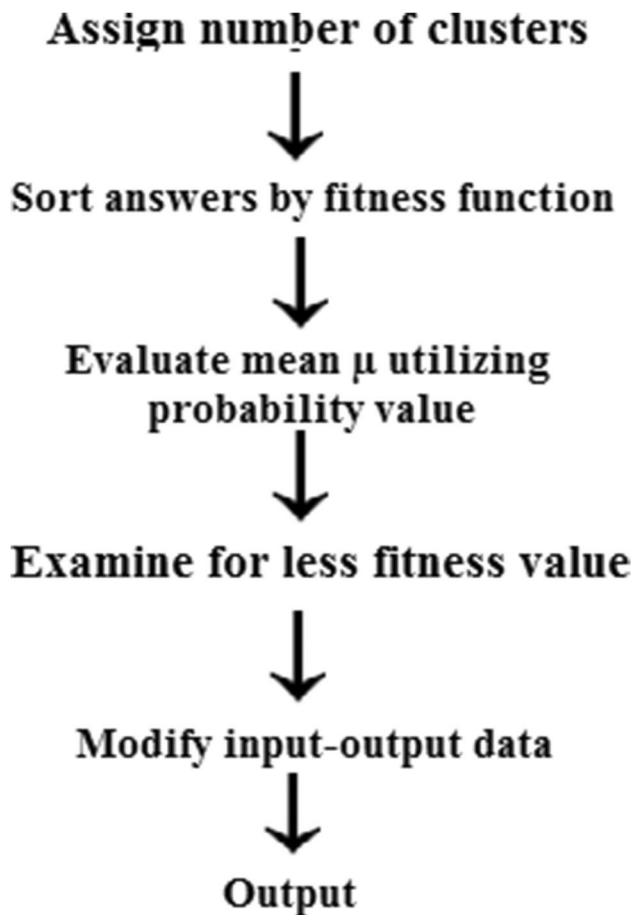 Assign number of clusters
Sort answers by fitness function
Evaluate mean μ utilizing
probability value
Examine for less fitness value
Modify input-output data
Output